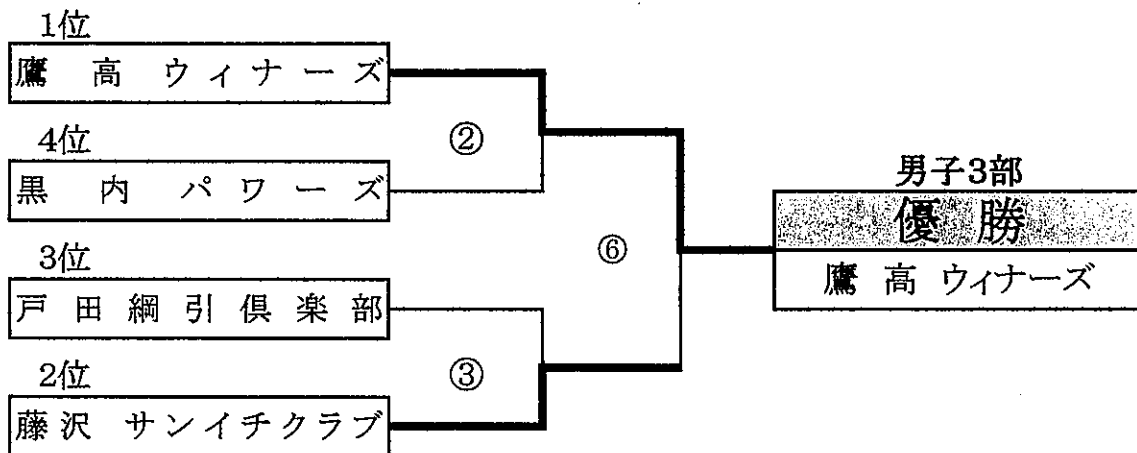 1位
鷹高ウィナーズ
4位
②
黒内パワーズ
男子3部
優勝
⑥
3位
鷹高ウィナーズ
戸田綱引倶楽部
③
2位
藤沢サンイチクラブ